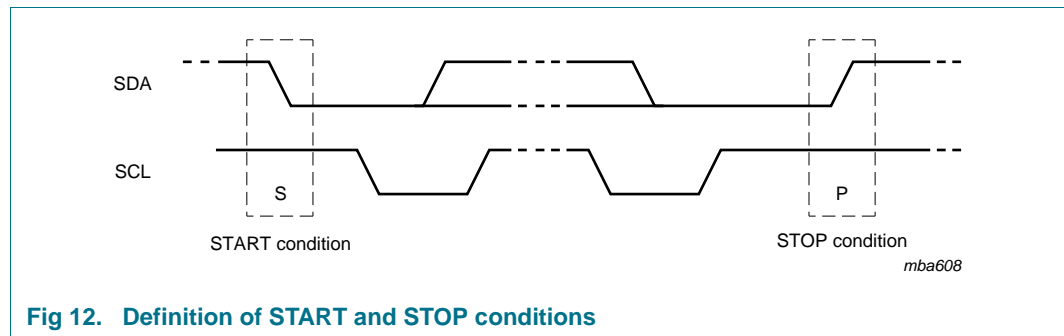 SDA
SCL
S
P
START condition
STOP condition
mba608
Fig 12. Definition of START and STOP conditions